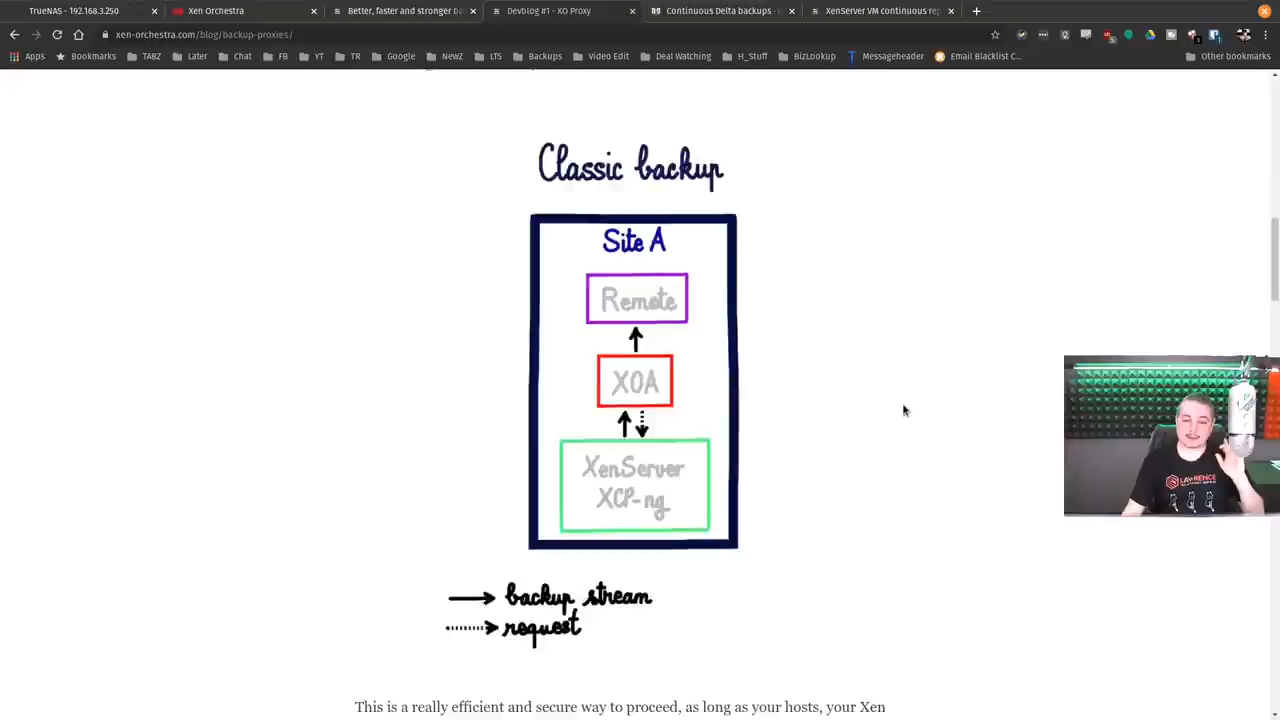 TrueNAS - 192.168.3.250
Xen Orchestra
Better, faster and stronger ba
Devblog #1 - XO Proxy
Continuous Delta backups
XenServer VM continuous rep
xen-orchestra.com/blog/backup-proxies/
Apps
Bookmarks
TABZ
Later
Chat
FB
YT
TR
Google
NewZ
LTS
Backups
Video Edit
Deal Watching
H_Stuff
BizLookup
Messageheader
Email Blacklist C...
Other bookmarks
Classic backup
Site A
Remote
XOA
XenServer
XCP-ng
backup stream
request
This is a really efficient and secure way to proceed, as long as your hosts, your Xen
LAWRENCE